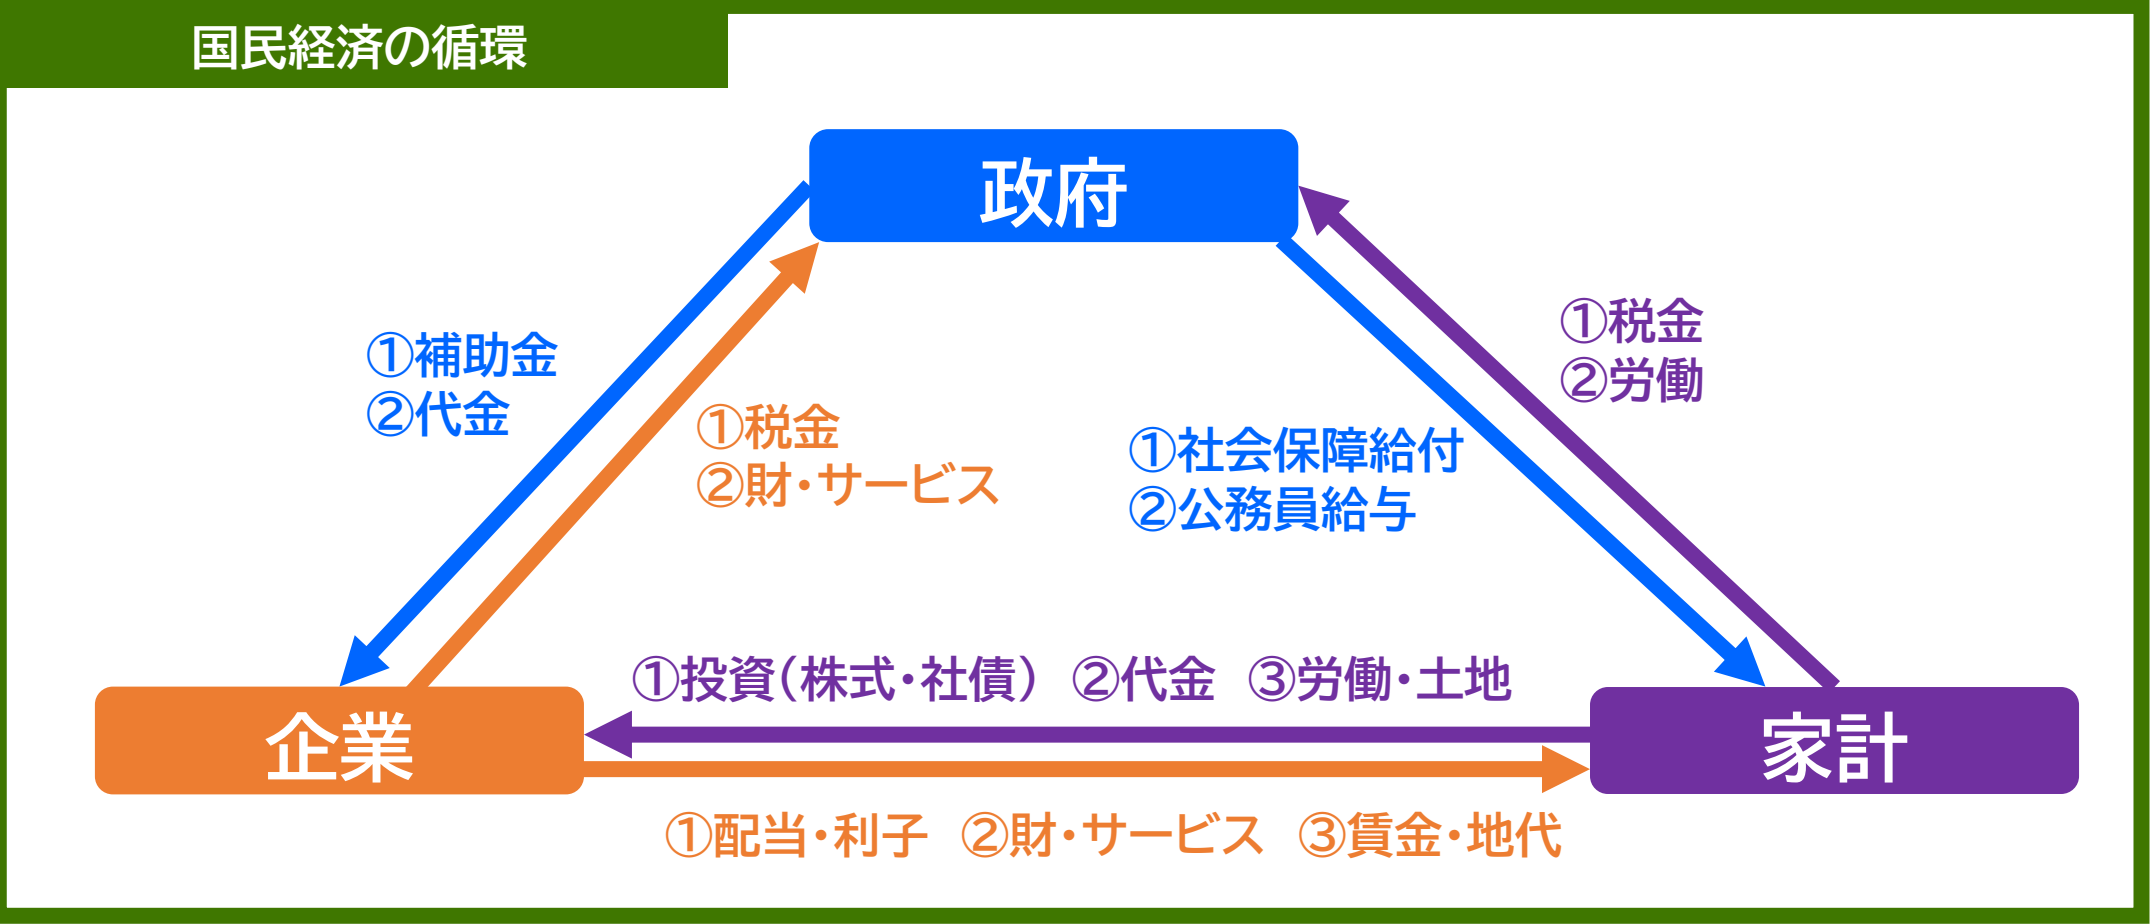 国民経済の循環
政府
①補助金
②代金
①税金
②財・サービス
①社会保障給付
②公務員給与
①税金
②労働
①投資(株式・社債) ②代金 ③労働・土地
企業
家計
①配当・利子 ②財・サービス ③賃金・地代